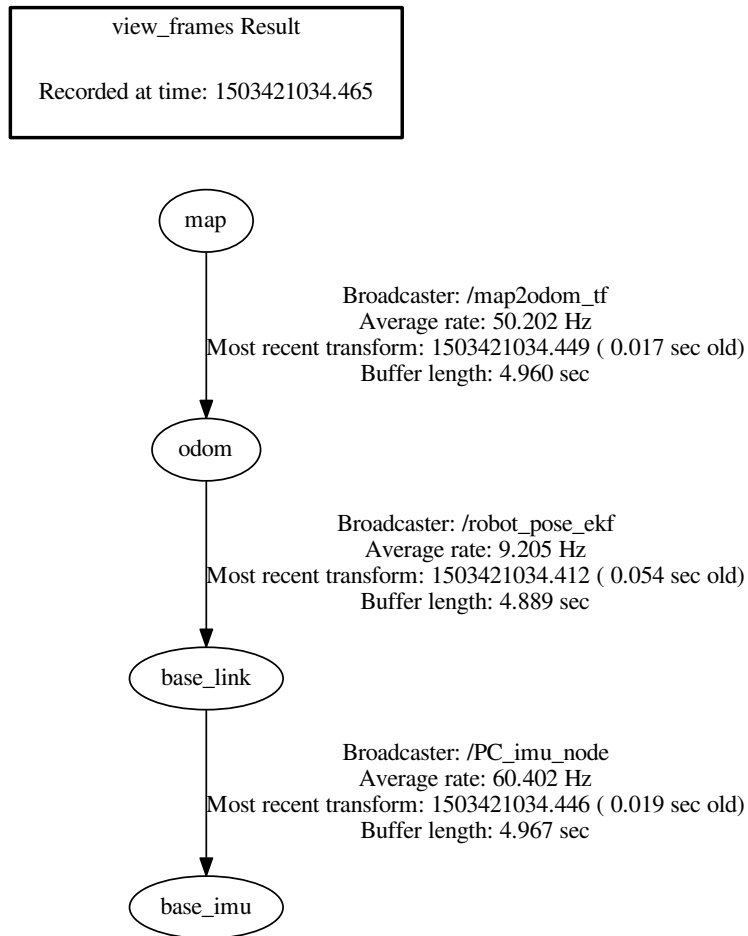 view_frames Result
Recorded at time: 1503421034.465
map
Broadcaster: /map2odom_tf
Average rate: 50.202 Hz
Most recent transform: 1503421034.449 ( 0.017 sec old)
Buffer length: 4.960 sec
odom
Broadcaster: /robot_pose_ekf
Average rate: 9.205 Hz
Most recent transform: 1503421034.412 ( 0.054 sec old)
Buffer length: 4.889 sec
base_link
Broadcaster: /PC_imu_node
Average rate: 60.402 Hz
Most recent transform: 1503421034.446 ( 0.019 sec old)
Buffer length: 4.967 sec
base_imu